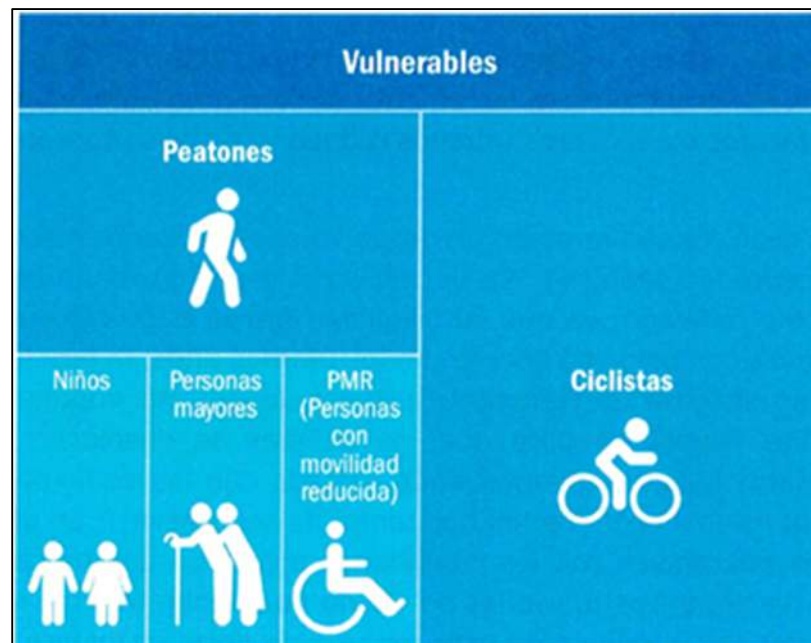 Vulnerables
Peatones
Niños
Personas
mayores
PMR
(Personas
con
movilidad
reducida)
Ciclistas